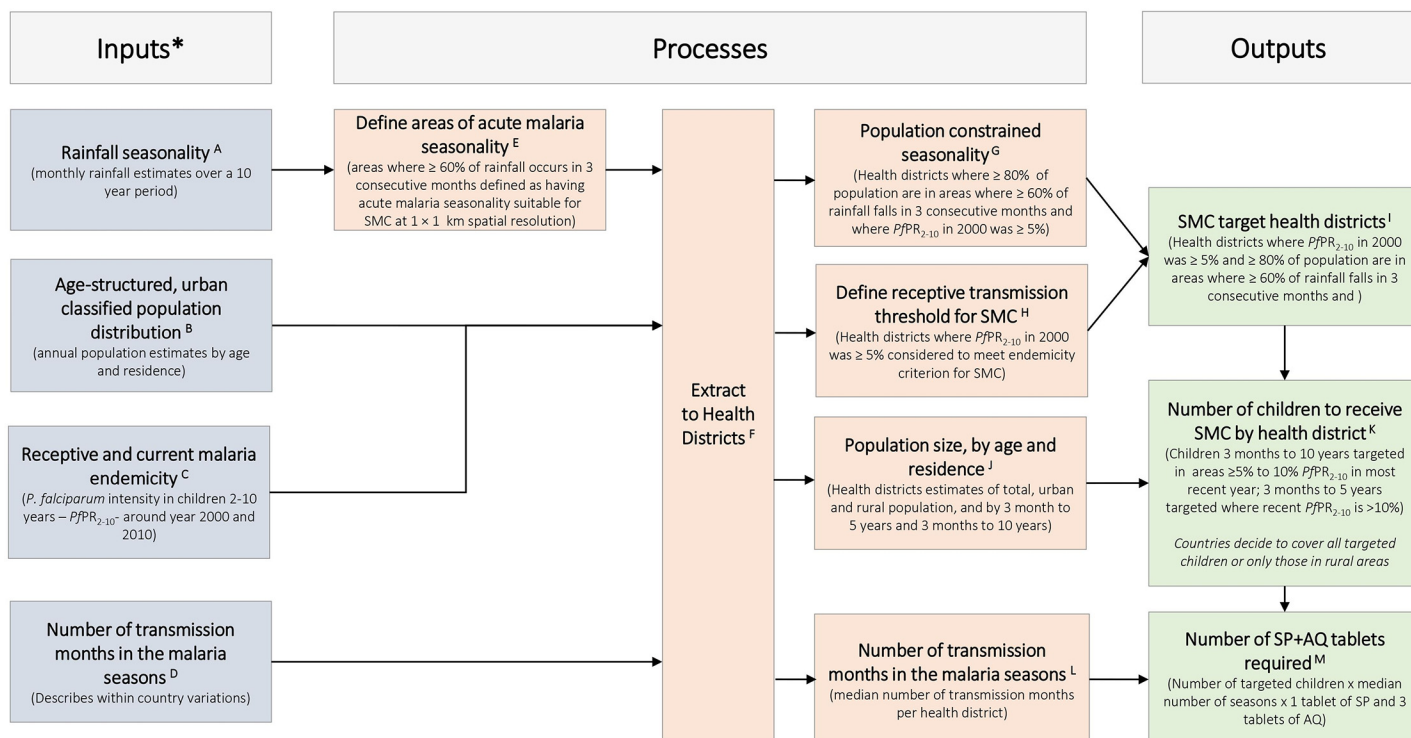 Inputs*
Processes
Outputs
Rainfall seasonality A
(monthly rainfall estimates over a 10
year period)
Define areas of acute malaria
seasonality E
(areas where ≥ 60% of rainfall occurs in 3
consecutive months defined as having
acute malaria seasonality suitable for
SMC at 1 × 1 km spatial resolution)
Age-structured, urban
classified population
distribution B
(annual population estimates by age
and residence)
Receptive and current malaria
endemicity C
(P. falciparum intensity in children 2-10
years – PfPR2-10- around year 2000 and
2010)
Number of transmission
months in the malaria
seasons D
(Describes within country variations)
Extract
to Health
Districts F
Population constrained
seasonality G
(Health districts where ≥ 80% of
population are in areas where ≥ 60% of
rainfall falls in 3 consecutive months and
where PfPR2-10 in 2000 was ≥ 5%)
Define receptive transmission
threshold for SMC H
(Health districts where PfPR2-10 in 2000
was ≥ 5% considered to meet endemicity
criterion for SMC)
Population size, by age and
residence J
(Health districts estimates of total, urban
and rural population, and by 3 month to
5 years and 3 months to 10 years)
Number of transmission
months in the malaria seasons L
(median number of transmission months
per health district)
SMC target health districts I
(Health districts where PfPR2-10 in 2000
was ≥ 5% and ≥ 80% of population are in
areas where ≥ 60% of rainfall falls in 3
consecutive months and )
Number of children to receive
SMC by health district K
(Children 3 months to 10 years targeted
in areas ≥5% to 10% PfPR2-10 in most
recent year; 3 months to 5 years
targeted where recent PfPR2-10 is >10%)
Countries decide to cover all targeted
children or only those in rural areas
Number of SP+AQ tablets
required M
(Number of targeted children x median
number of seasons x 1 tablet of SP and 3
tablets of AQ)